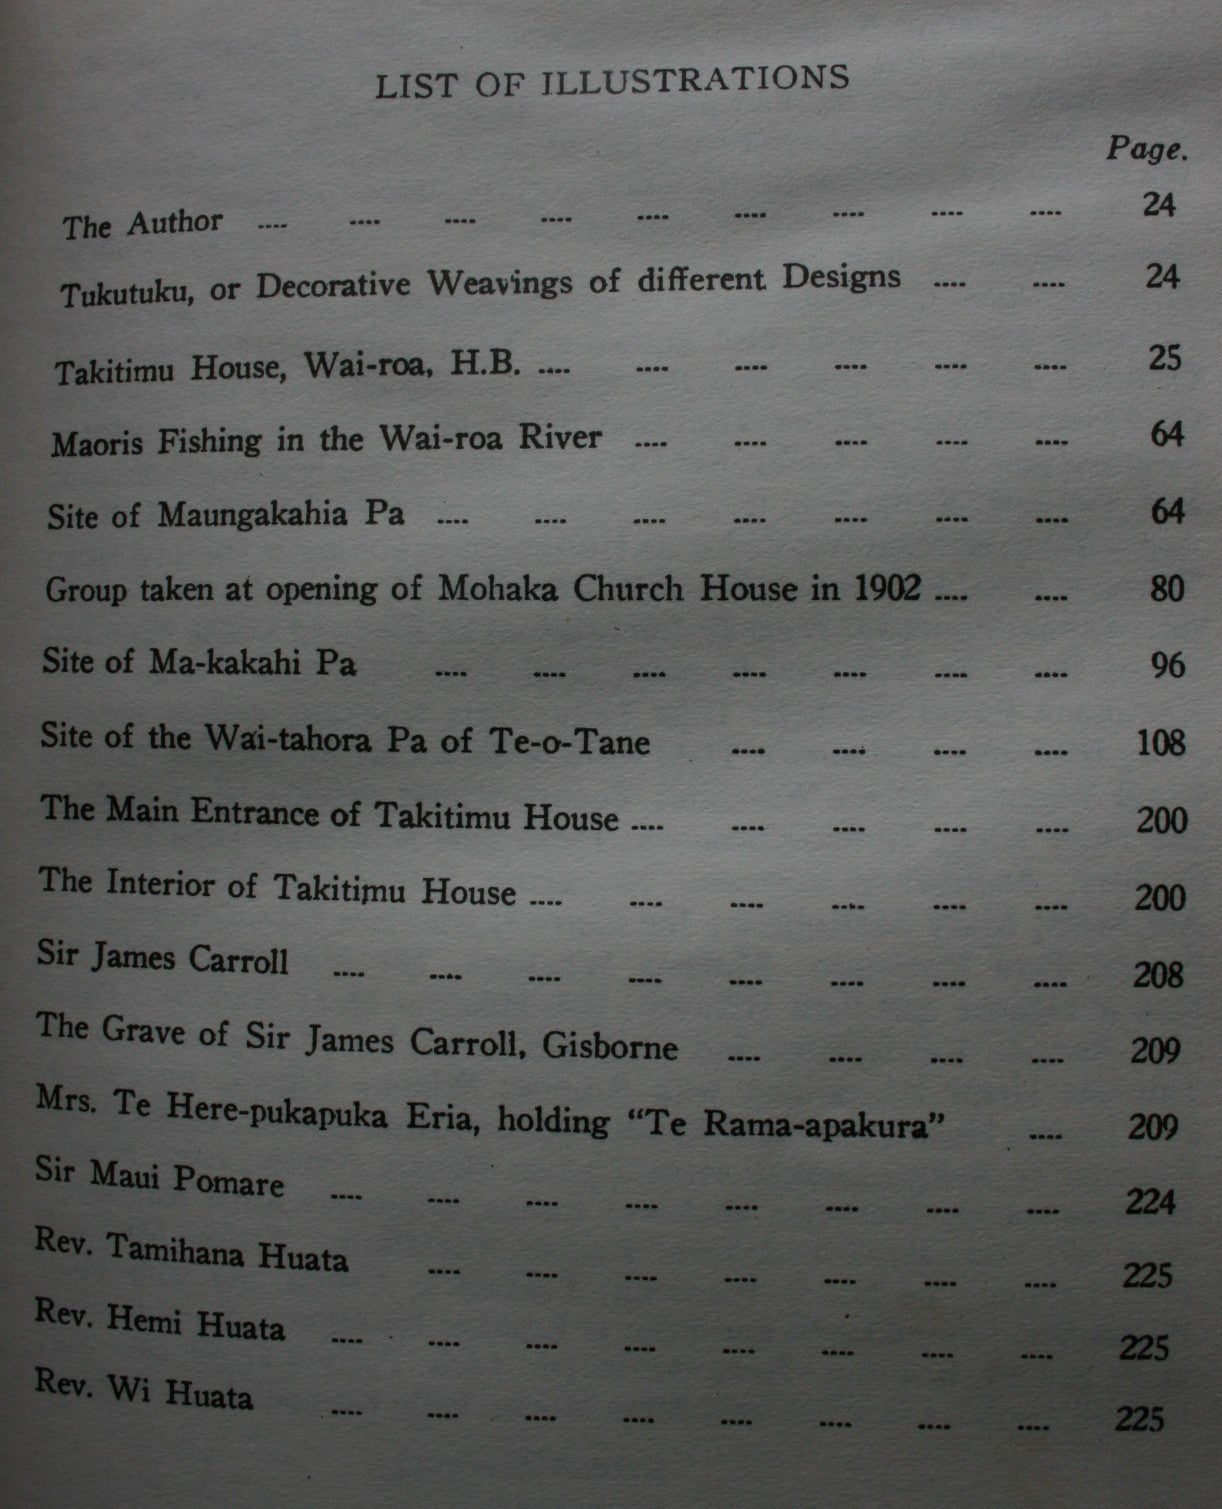 LIST OF ILLUSTRATIONS
Page.
The Author .... .... .... .... .... .... .... .... .... 24
Tukutuku, or Decorative Weavings of different Designs .... .... 24
Takitimu House, Wai-roa, H.B. .... .... .... .... .... .... 25
Maoris Fishing in the Wai-roa River .... .... .... .... .... 64
Site of Maungakahia Pa .... .... .... .... .... .... .... 64
Group taken at opening of Mohaka Church House in 1902 .... .... 80
Site of Ma-kakahi Pa .... .... .... .... .... .... .... 96
Site of the Wai-tahora Pa of Te-o-Tane .... .... .... .... 108
The Main Entrance of Takitimu House .... .... .... .... .... 200
The Interior of Takitimu House .... .... .... .... .... .... 200
Sir James Carroll .... .... .... .... .... .... .... .... 208
The Grave of Sir James Carroll, Gisborne .... .... .... .... 209
Mrs. Te Here-pukapuka Eria, holding "Te Rama-apakura" .... 209
Sir Maui Pomare .... .... .... .... .... .... .... .... 224
Rev. Tamihana Huata .... .... .... .... .... .... .... 225
Rev. Hemi Huata .... .... .... .... .... .... .... .... 225
Rev. Wi Huata .... .... .... .... .... .... .... .... 225